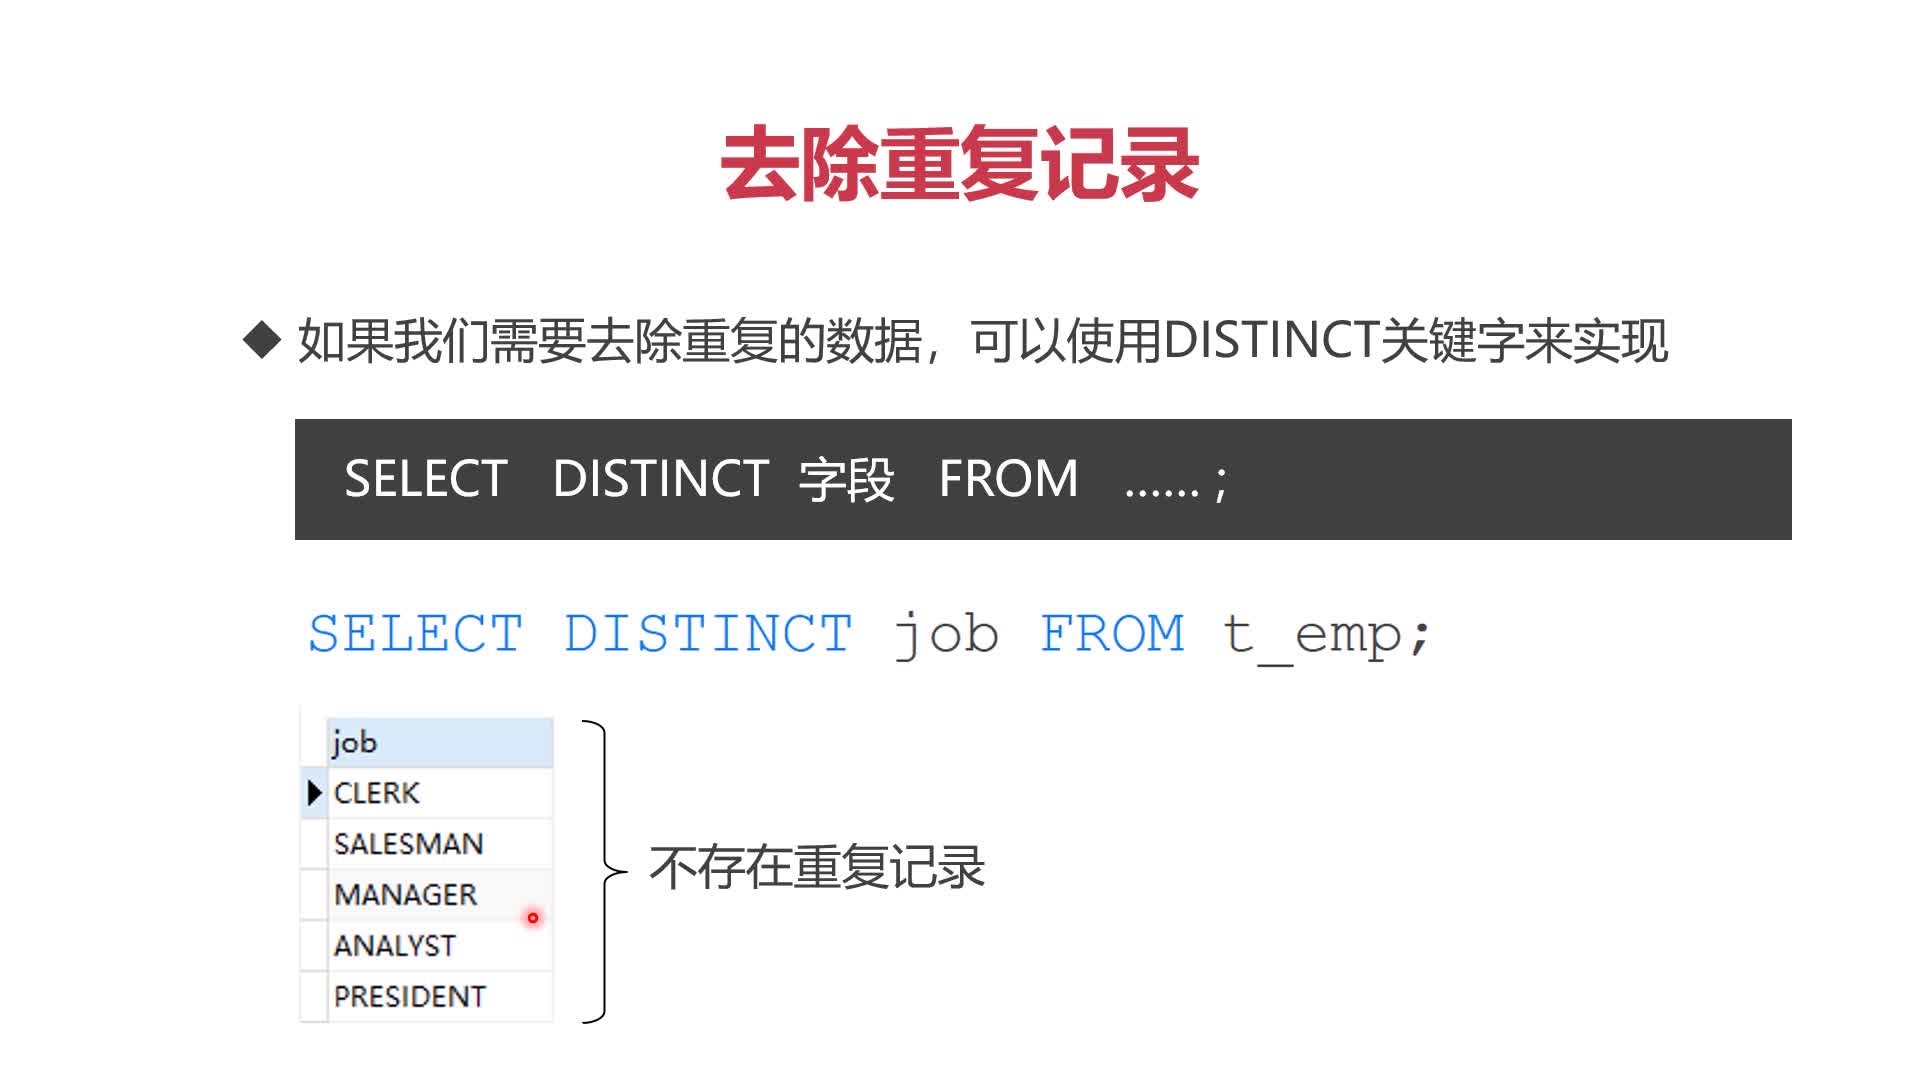 去除重复记录
如果我们需要去除重复的数据，可以使用DISTINCT关键字来实现
SELECT DISTINCT 字段 FROM ......;
SELECT DISTINCT job FROM t_emp;
job
CLERK
SALESMAN
MANAGER
ANALYST
PRESIDENT
不存在重复记录